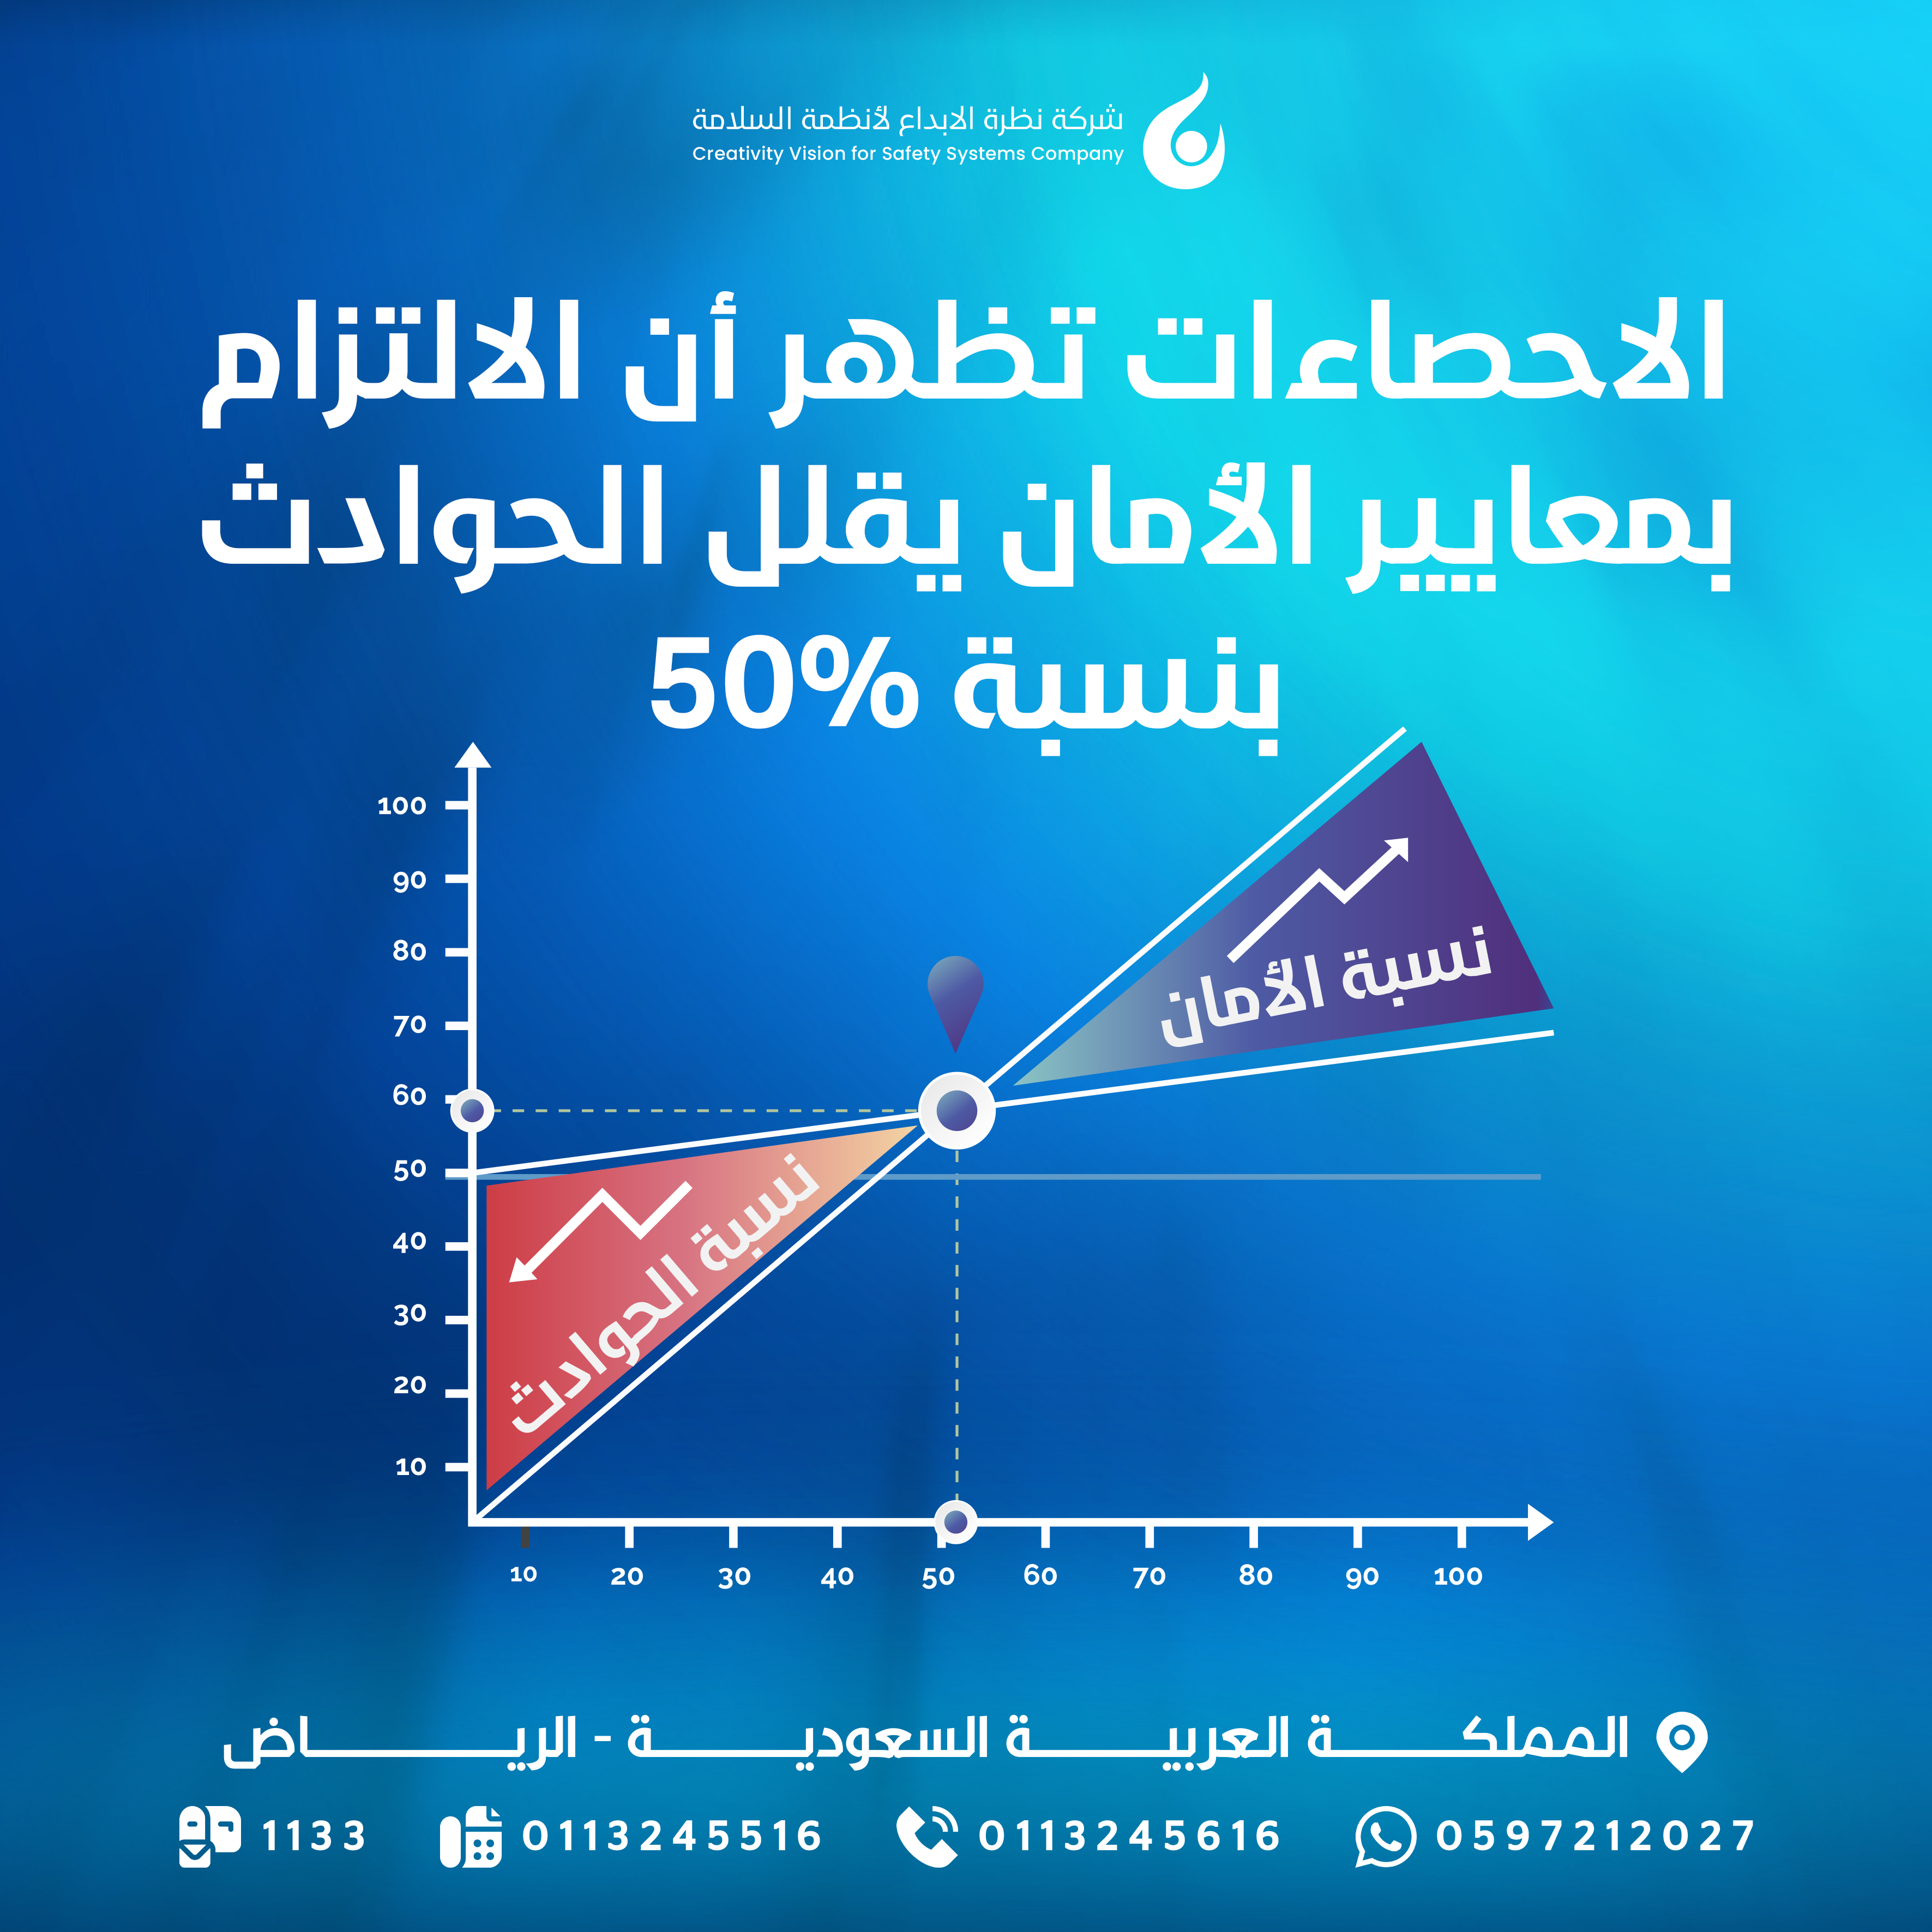 شركة نظرة الابداع لأنظمة السلامة
Creativity Vision for Safety Systems Company
الاحصاءات تظهر أن الالتزام
بمعايير الأمان يقلل الحوادث
بنسبة 50%
100
90
80
70
60
50
40
30
20
10
نسبة الأمان
نسبة الحوادث
10 20 30 40 50 60 70 80 90 100
المملكـــــة العربيـــــة السعوديـــــة - الريـــــاض
1133 0113245516 0113245616 0597212027